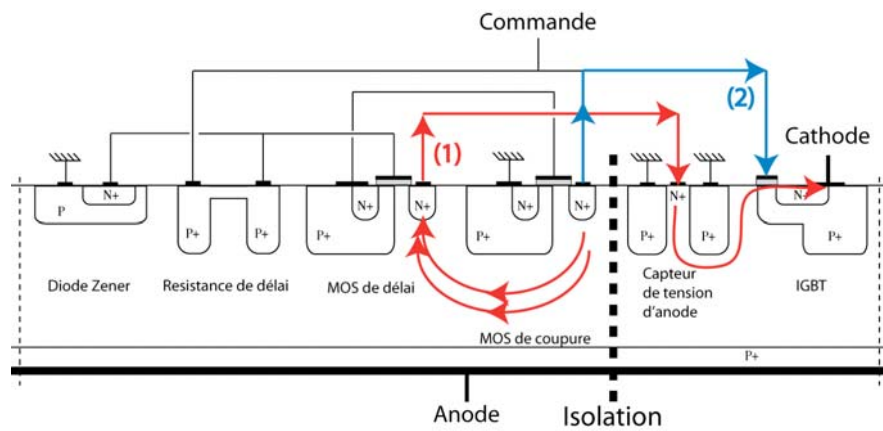 Commande
(1)
(2)
Cathode
N+
P
P+
P+
P+
N+
N+
P+
N+
N+
P+
N+
P+
N+
P+
Diode Zener
Resistance de délai
MOS de délai
MOS de coupure
Capteur
de tension
d'anode
IGBT
P+
Anode
Isolation